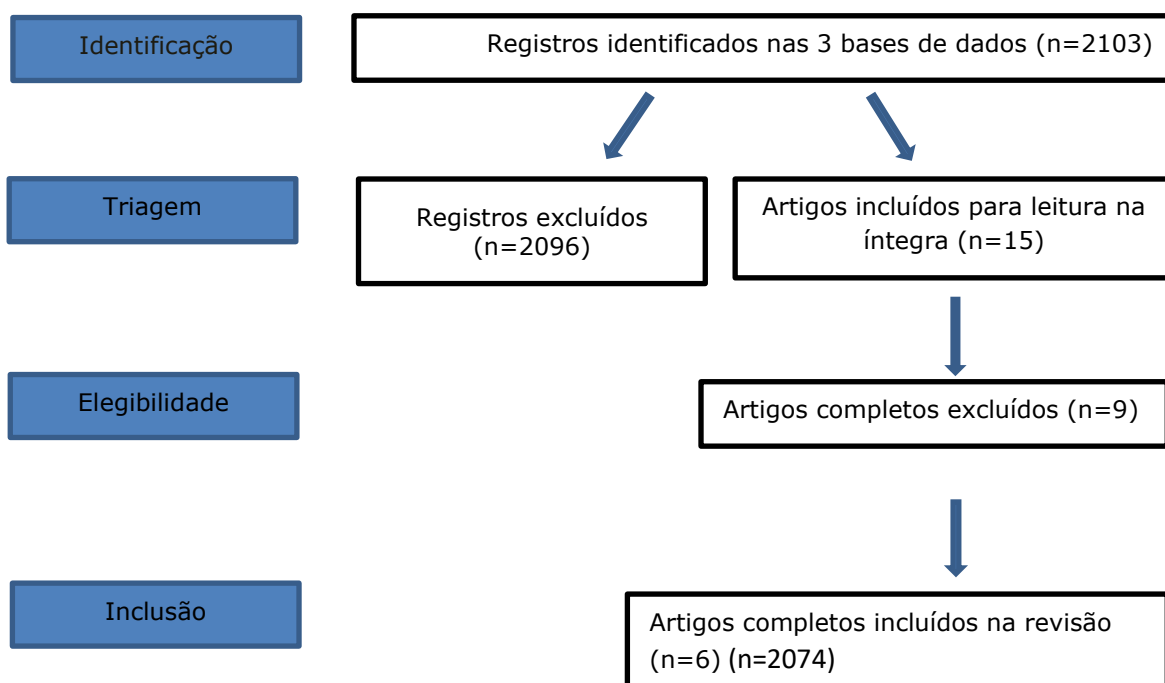 Identificação
Registros identificados nas 3 bases de dados (n=2103)
Triagem
Registros excluídos
(n=2096)
Artigos incluídos para leitura na
íntegra (n=15)
Elegibilidade
Artigos completos excluídos (n=9)
Inclusão
Artigos completos incluídos na revisão
(n=6) (n=2074)